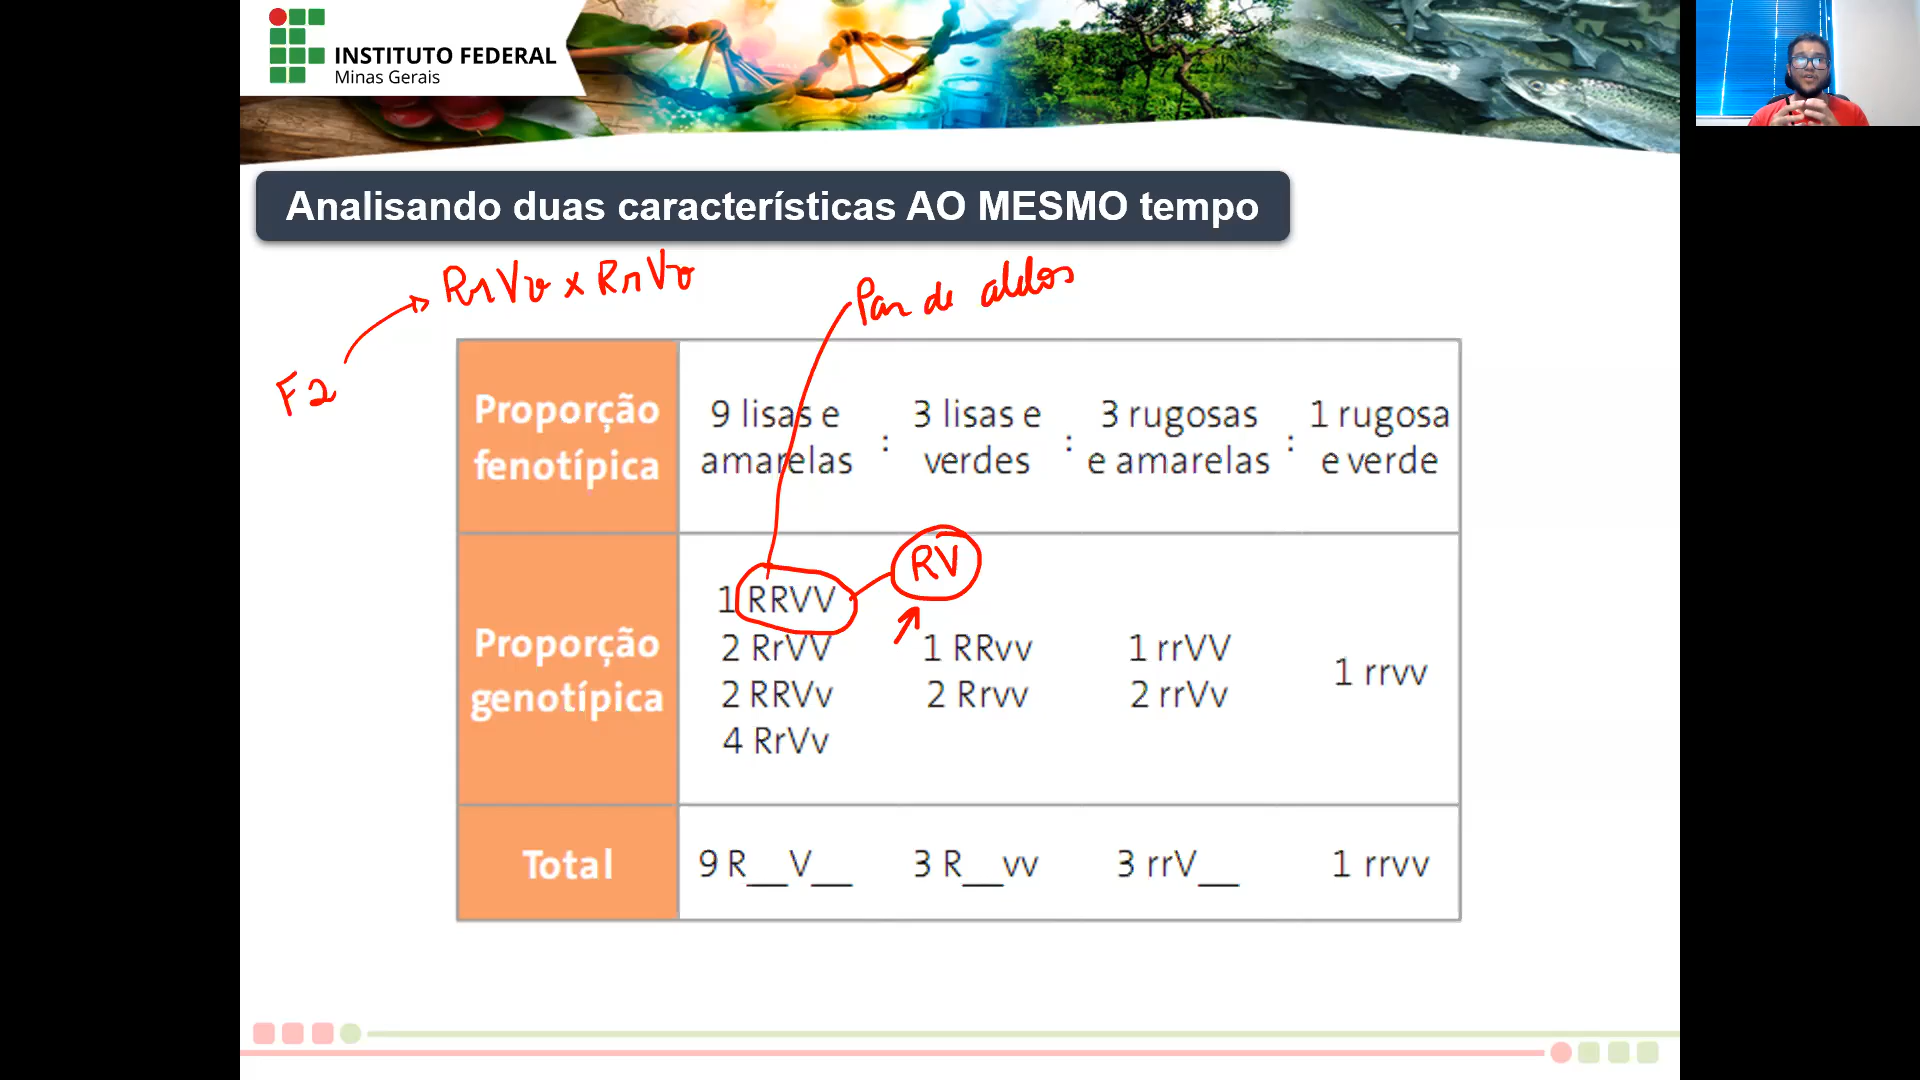 INSTITUTO FEDERAL
Minas Gerais
Analisando duas características AO MESMO tempo
RrVv x RrVv
Par de alelos
F2
Proporção fenotípica
9 lisas e amarelas : 3 lisas e verdes : 3 rugosas e amarelas : 1 rugosa e verde
RV
Proporção genotípica
1 RRVV
2 RrVV 1 RRvv 1 rrVV
1 rrvv
2 RRVv 2 Rrvv 2 rrVv
4 RrVv
Total 9 R__V__ 3 R__vv 3 rrV__ 1 rrvv